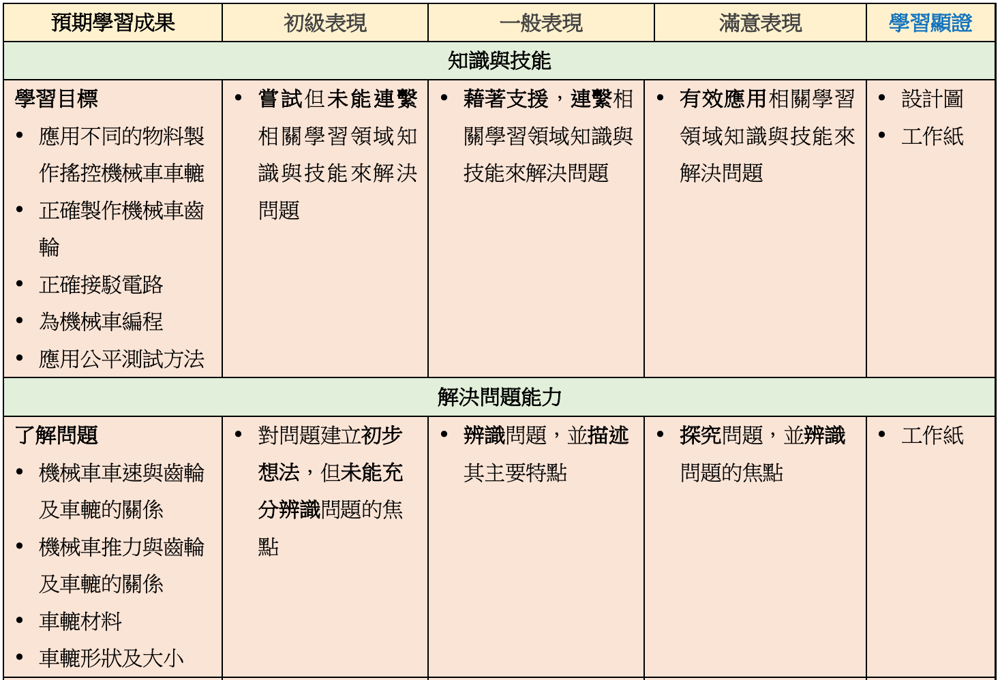 預期學習成果
初級表現
一般表現
滿意表現
學習顯證
知識與技能
學習目標
• 應用不同的物料製
作搖控機械車車轆
• 正確製作機械車齒
輪
• 正確接駁電路
• 為機械車編程
• 應用公平測試方法
• 嘗試但未能連繫
相關學習領域知
識與技能來解決
問題
• 藉著支援，連繫相
關學習領域知識與
技能來解決問題
• 有效應用相關學習
領域知識與技能來
解決問題
• 設計圖
• 工作紙
解決問題能力
了解問題
• 機械車車速與齒輪
及車轆的關係
• 機械車推力與齒輪
及車轆的關係
• 車轆材料
• 車轆形狀及大小
• 對問題建立初步
想法，但未能充
分辨識問題的焦
點
• 辨識問題，並描述
其主要特點
• 探究問題，並辨識
問題的焦點
• 工作紙